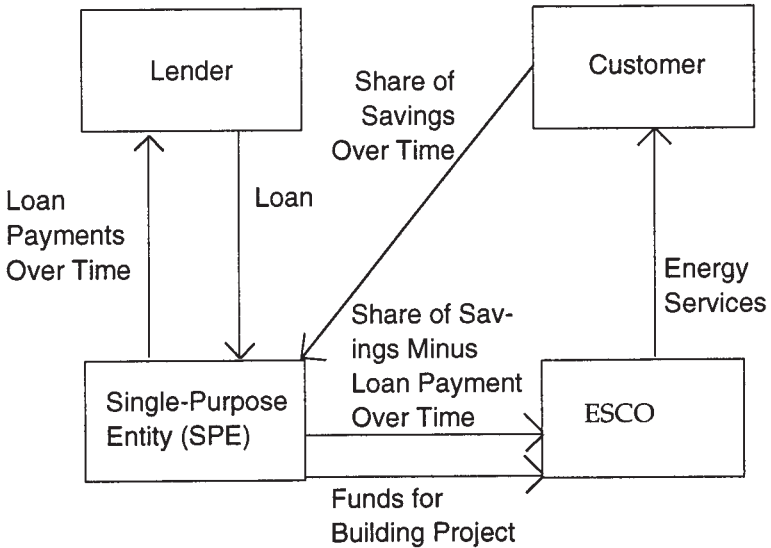 Lender
Customer
Share of
Savings
Over Time
Loan
Payments
Over Time
Loan
Energy
Services
Share of Sav-
ings Minus
Loan Payment
Over Time
Single-Purpose
Entity (SPE)
ESCO
Funds for
Building Project